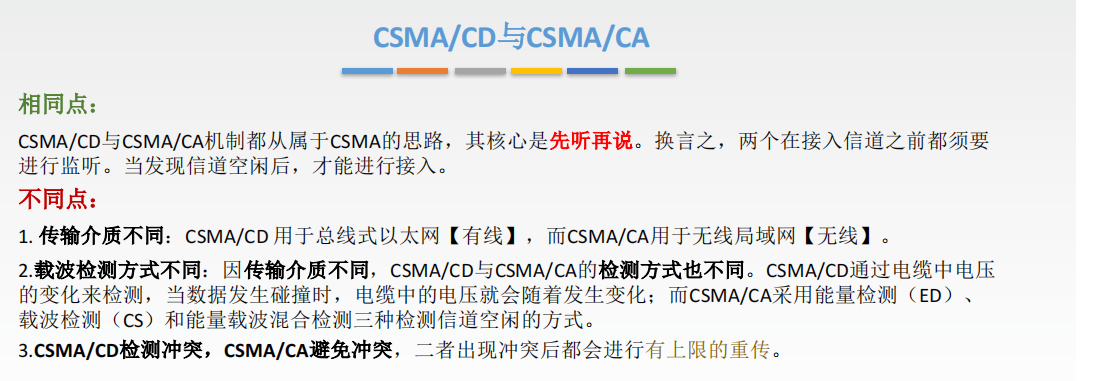 CSMA/CD与CSMA/CA
相同点：
CSMA/CD与CSMA/CA机制都从属于CSMA的思路，其核心是先听再说。换言之，两个在接入信道之前都须要
进行监听。当发现信道空闲后，才能进行接入。
不同点：
1. 传输介质不同：CSMA/CD 用于总线式以太网【有线】，而CSMA/CA用于无线局域网【无线】。
2.载波检测方式不同：因传输介质不同，CSMA/CD与CSMA/CA的检测方式也不同。CSMA/CD通过电缆中电压
的变化来检测，当数据发生碰撞时，电缆中的电压就会随着发生变化；而CSMA/CA采用能量检测（ED）、
载波检测（CS）和能量载波混合检测三种检测信道空闲的方式。
3.CSMA/CD检测冲突，CSMA/CA避免冲突，二者出现冲突后都会进行有上限的重传。